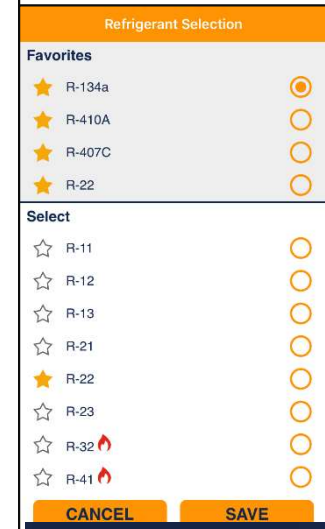 Refrigerant Selection
Favorites
R-134a
R-410A
R-407C
R-22
Select
R-11
R-12
R-13
R-21
R-22
R-23
R-32
R-41
CANCEL SAVE